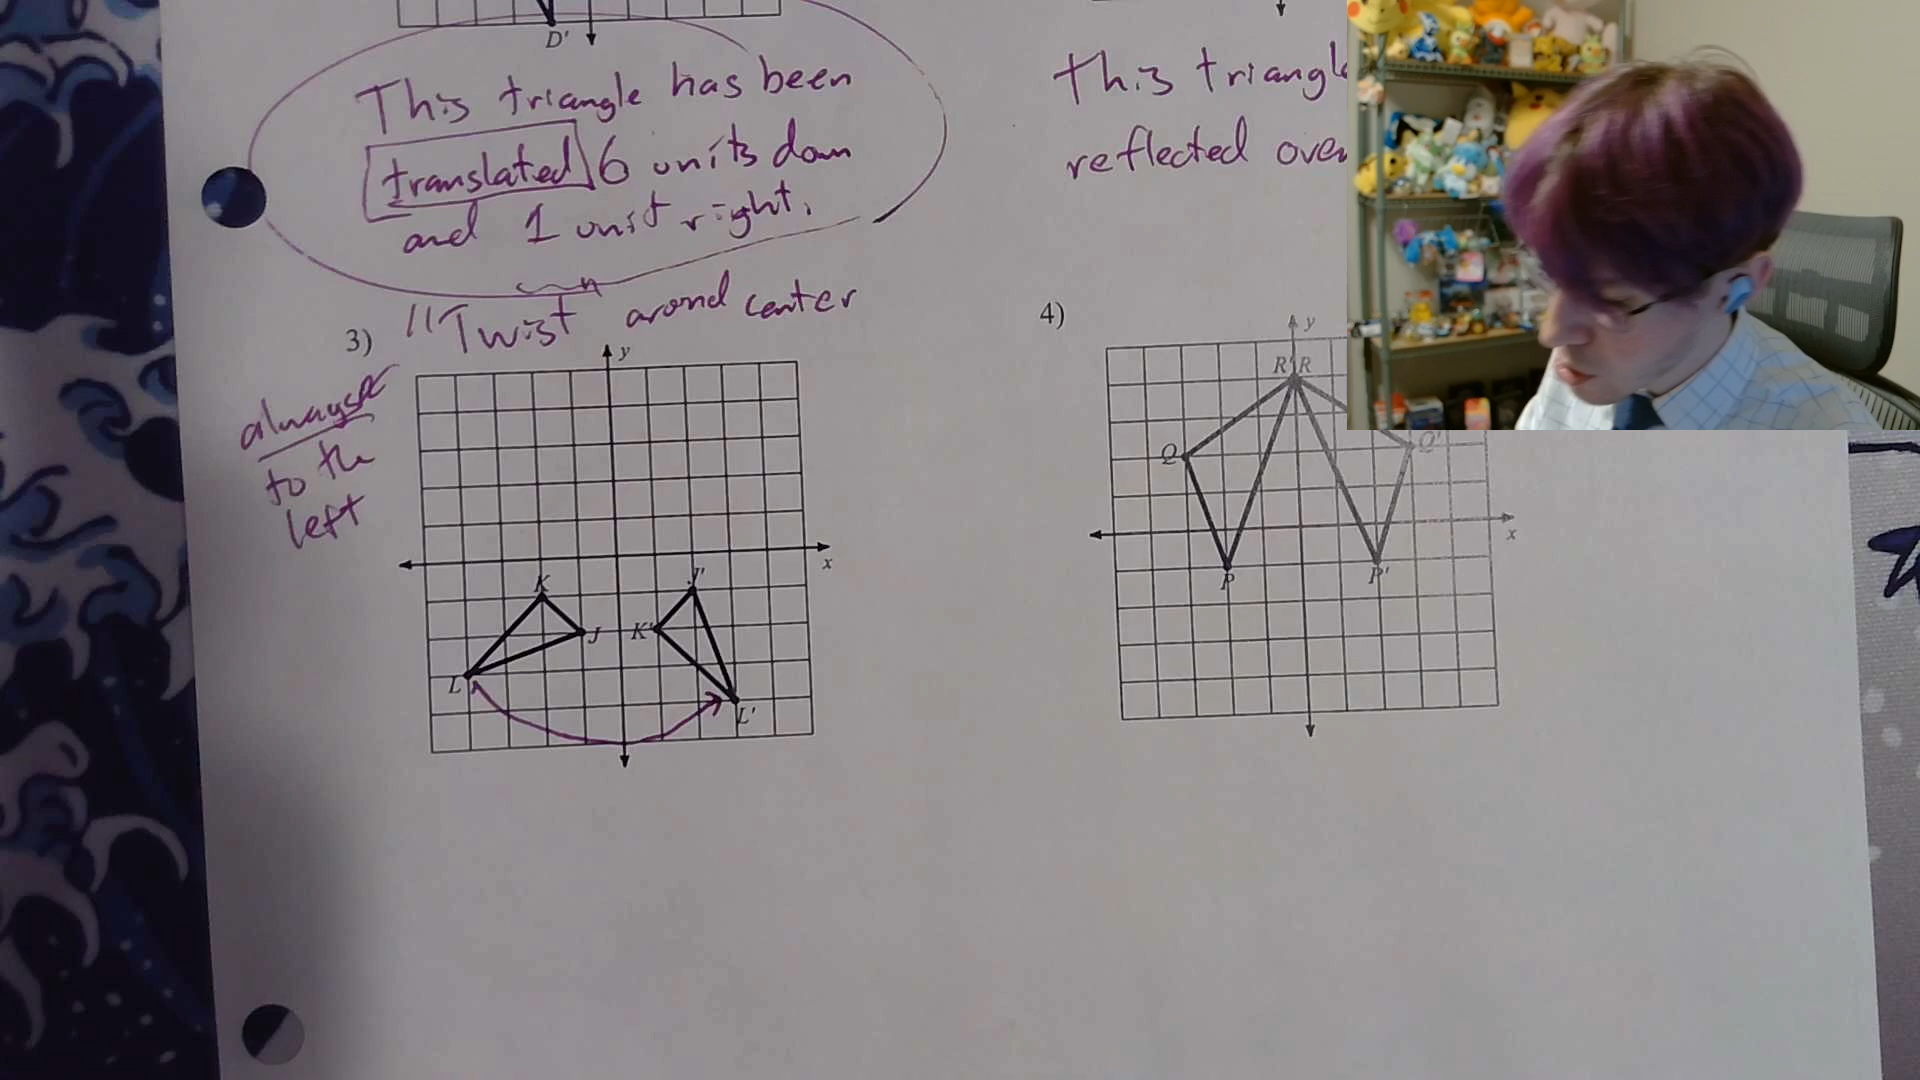 D'
This triangle has been
translated 6 units down
and 1 unit right.
This triangle
reflected over
3)
"Twist around center
always
to the
left
y
x
K
J
L
J'
K'
L'
4)
y
R' R
Q
Q'
x
P
P'